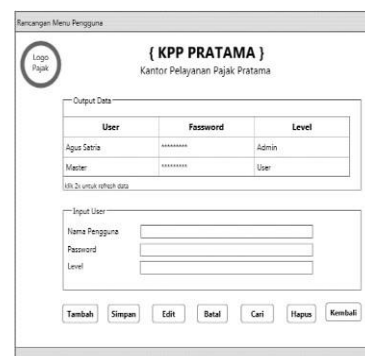 Rancangan Menu Pengguna
Logo
Pajak
{ KPP PRATAMA }
Kantor Pelayanan Pajak Pratama
Output Data
User Fassword Level
Agus Satria ********* Admin
Master ********* User
klik 2x untuk refresh data
Input User
Nama Pengguna
Password
Level
Tambah Simpan Edit Batal Cari Hapus Kembali